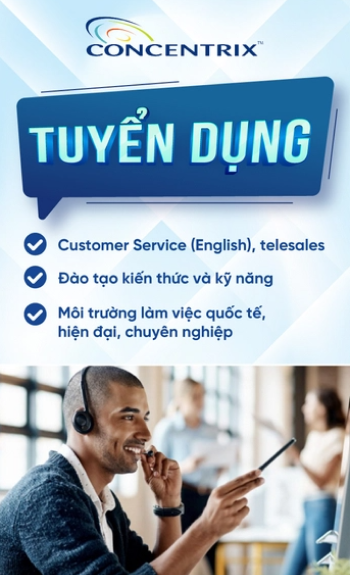 CONCENTRIX™
TUYỂN DỤNG
Customer Service (English), telesales
Đào tạo kiến thức và kỹ năng
Môi trường làm việc quốc tế,
hiện đại, chuyên nghiệp